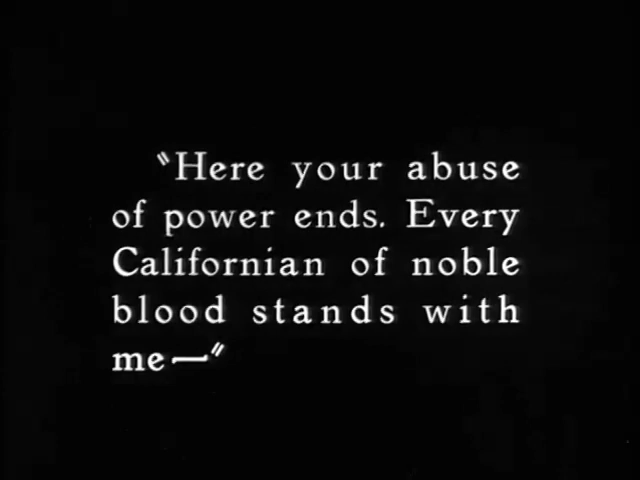 "Here your abuse
of power ends. Every
Californian of noble
blood stands with
me—"